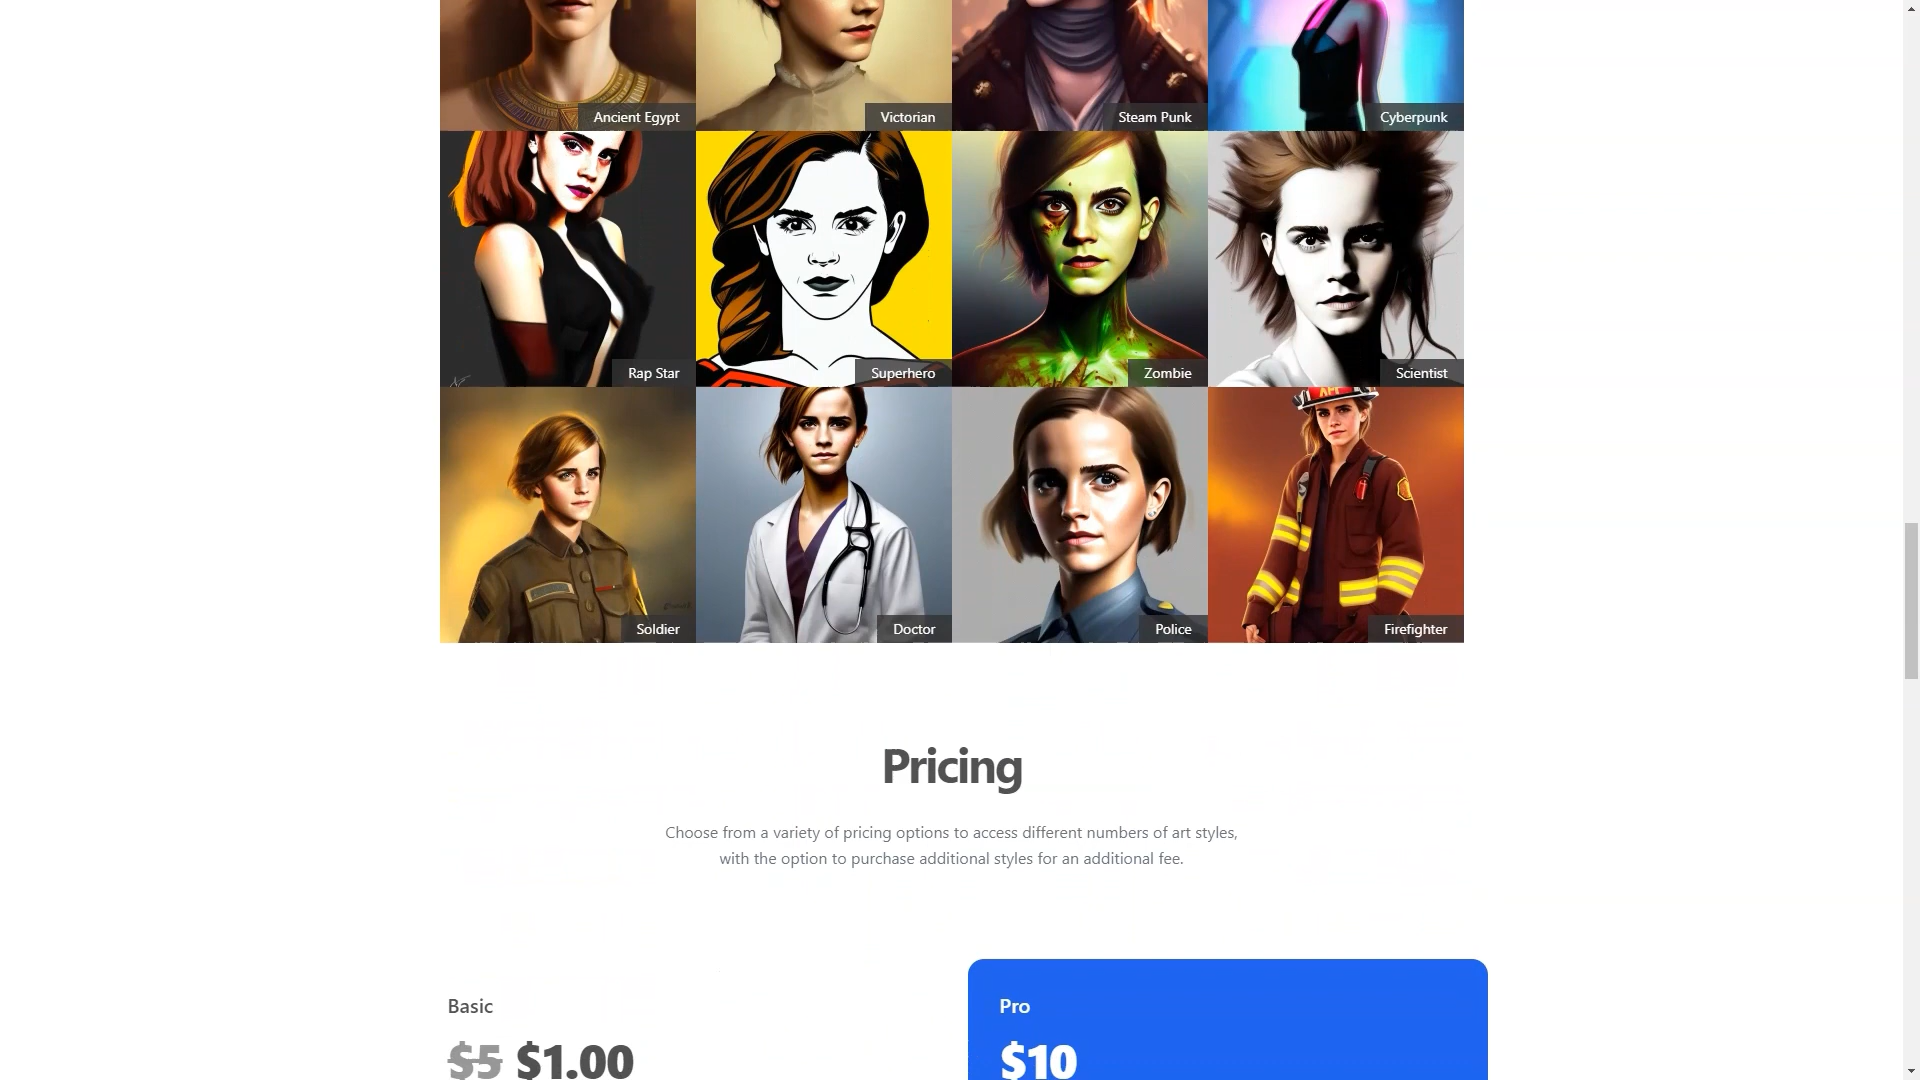 Ancient Egypt
Victorian
Steam Punk
Cyberpunk
Rap Star
Superhero
Zombie
Scientist
Soldier
Doctor
Police
Firefighter
Pricing
Choose from a variety of pricing options to access different numbers of art styles,
with the option to purchase additional styles for an additional fee.
Basic
$5 $1.00
Pro
$10